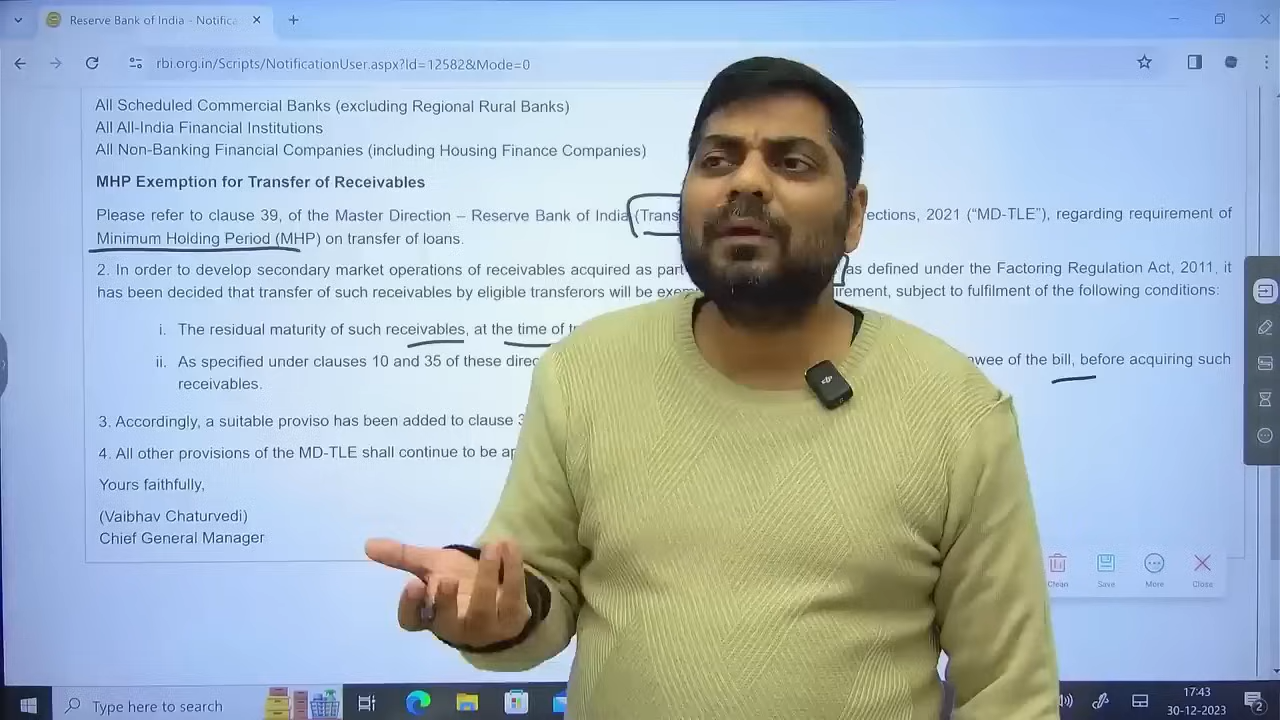 Reserve Bank of India - Notifica
rbi.org.in/Scripts/NotificationUser.aspx?Id=12582&Mode=0
All Scheduled Commercial Banks (excluding Regional Rural Banks)
All All-India Financial Institutions
All Non-Banking Financial Companies (including Housing Finance Companies)
MHP Exemption for Transfer of Receivables
Please refer to clause 39, of the Master Direction – Reserve Bank of India (Trans ections, 2021 (“MD-TLE”), regarding requirement of
Minimum Holding Period (MHP) on transfer of loans.
2. In order to develop secondary market operations of receivables acquired as part as defined under the Factoring Regulation Act, 2011, it
has been decided that transfer of such receivables by eligible transferors will be exem irement, subject to fulfilment of the following conditions:
i. The residual maturity of such receivables, at the time of
ii. As specified under clauses 10 and 35 of these direc awee of the bill, before acquiring such
receivables.
3. Accordingly, a suitable proviso has been added to clause 3
4. All other provisions of the MD-TLE shall continue to be ap
Yours faithfully,
(Vaibhav Chaturvedi)
Chief General Manager
Clean Save More Close
Type here to search
17:43
30-12-2023
2